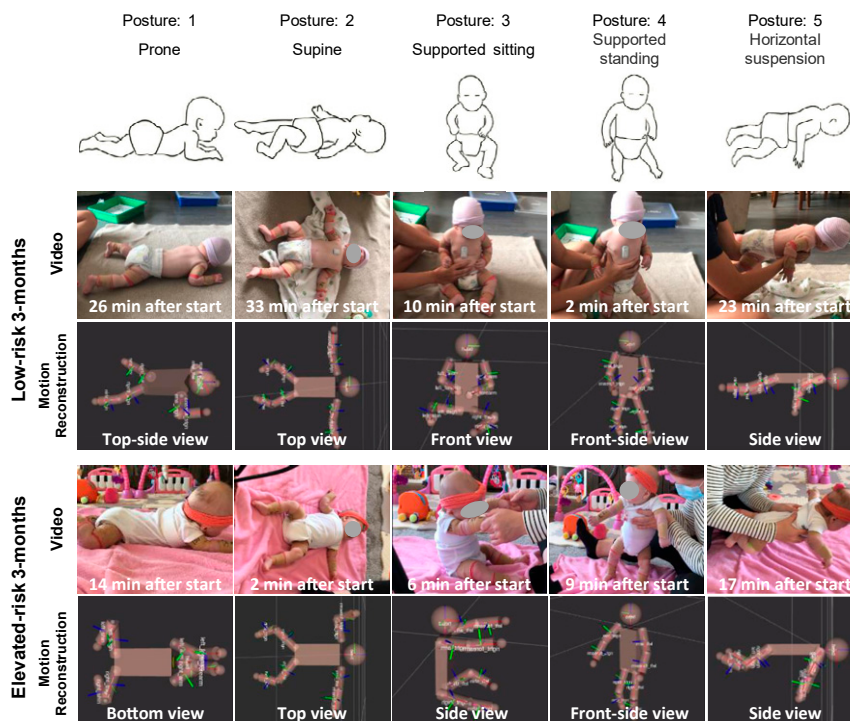 Posture: 1
Posture: 2
Posture: 3
Posture: 4
Posture: 5
Prone
Supine
Supported sitting
Supported
standing
Horizontal
suspension
Low-risk 3-months
Video
26 min after start
33 min after start
10 min after start
2 min after start
23 min after start
Motion
Reconstruction
Top-side view
Top view
Front view
Front-side view
Side view
Elevated-risk 3-months
Video
14 min after start
2 min after start
6 min after start
9 min after start
17 min after start
Motion
Reconstruction
Bottom view
Top view
Side view
Front-side view
Side view